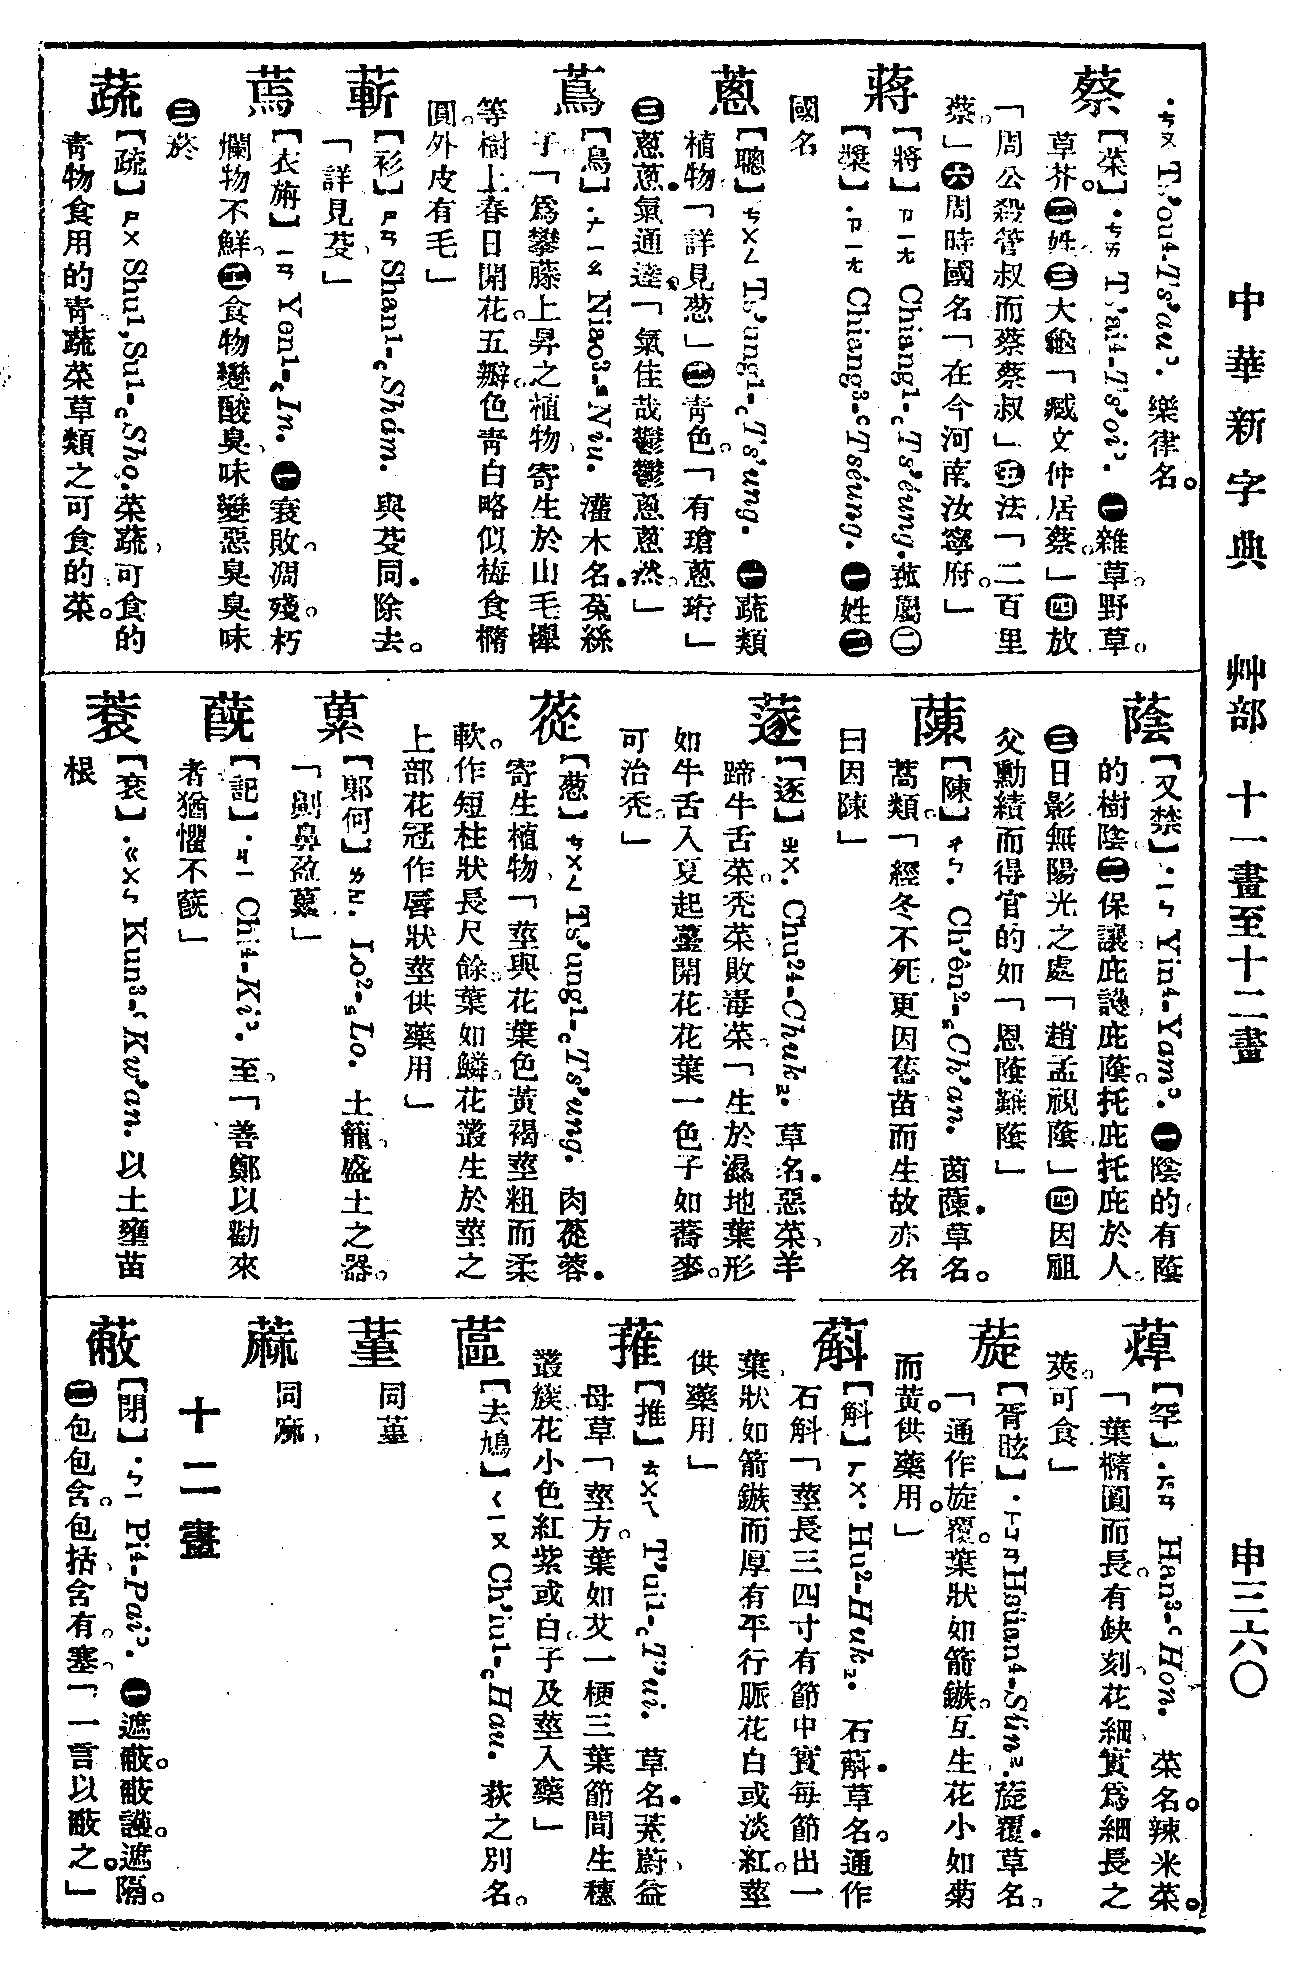 中華新字典 艸部 十一畫至十二畫 申三六〇
·ㄘㄡ Ts'ou⁴-Ts'au⊃. 樂律名。
蔡【菜】·ㄘㄞ Ts'ai⁴-Ts'oi⊃. ㊀雜草。野草。
草芥。㊁姓。㊂大龜「臧文仲居蔡。」㊃放
「周公殺管叔而蔡蔡叔」㊄法「二百里
蔡。」㊅周時國名「在今河南汝寧府。」
蔣【將】ㄐㄧㄤ Chiang¹-⊂Tséung. 菰屬㊁
【槳】·ㄐㄧㄤ Chiang³-⊂Tséung. ㊀姓㊁
國名
蔥【聰】ㄘㄨㄥ Ts'ung¹-⊂Ts'ung. ㊀蔬類
植物「詳見葱」㊁青色。「有瑲蔥珩」
㊂蔥蔥。氣通達。「氣佳哉鬱鬱蔥蔥然。」
蔦【鳥】·ㄋㄧㄠ Niao³-Niu. 灌木名。菟絲
子。「爲攀藤上昇之植物。寄生於山毛櫸
等樹上春日開花。五瓣。色靑白略似梅食橢
圓。外皮有毛」
蔪【衫】ㄕㄢ Shan¹-⊂Shám. 與芟同。除去。
「詳見芟。」
蔫【衣旃】ㄧㄢ Yen¹-⊂In. ㊀衰敗。凋殘。朽
爛物不鮮。㊁食物變酸臭味變惡臭臭味
㊂菸
蔬【疏】ㄕㄨ Shu¹,Su¹-⊂Sho. 菜蔬,可食的
靑物食用的靑蔬菜草類之可食的。菜。
蔭【又禁】·ㄧㄣ Yin⁴-Yam⊃. ㊀陰的。有蔭
的樹陰。㊁保護。庇護。庇蔭。托庇托庇於人。
㊂日影無陽光之處「趙孟視蔭。」㊃因祖
父勳績而得官的如「恩蔭難蔭」
蔯【陳】ㄔㄣ. Ch'ên²-Ch'an. 茵蔯。草名。
蒿類。「經冬不死更因舊苗而生故亦名
曰因陳」
蓫【逐】ㄓㄨ. Chu²⁴-Chuk₂. 草名。惡菜,羊
蹄牛舌菜。禿菜敗毒菜。「生於濕地葉形
如牛舌入夏起薹開花花葉一色子如蕎麥。
可治禿。」
蓯【葱】ㄘㄨㄥ Ts'ung¹-⊂Ts'ung. 肉蓯蓉。
寄生植物「莖與花葉色黃褐莖粗而柔
軟。作短柱狀長尺餘。葉如鱗。花叢生於莖之
上部花冠作唇狀莖供藥用」
蔂【郞何】ㄌㄜ. Lo²-Lo. 土籠。盛土之器。
「劓鼻盈蔂」
蔇【記】·ㄐㄧ Chi⁴-Ki⊃. 至。「善鄭以勸來
者猶懼不蔇」
蔉【袞】·ㄍㄨㄣ Kun³-⊂Kw'an. 以土壅苗
根
蔊【罕】·ㄏㄢ Han³-⊂Hon. 菜名。辣米菜。
「葉橢圓而長。有缺刻。花細,實爲細長之
莢。可食」
蔙【胥眩】·ㄒㄩㄢ Hsüan⁴-Sün². 蔙覆。草名。
「通作旋覆。葉狀如箭鏃。互生花小如菊
而黃。供藥用。」
蔛【斛】ㄏㄨ. Hu²-Huk₂. 石蔛。草名。通作
石斛「莖長三四寸有節中實每節出一
葉。狀如箭鏃而厚有平行脈花白或淡紅。莖
供藥用」
蓷【推】ㄊㄨㄟ T'ui¹-⊂T'ui. 草名。茺蔚,益
母草「莖方。葉如艾一梗三葉節間生穗
叢簇花小色紅紫或白。子及莖入藥」
蓲【去鳩】ㄑㄧㄡ Ch'iu¹-⊂Hau. 荻之別名。
蓳同菫
蔴同麻,
十二畫
蔽【閉】·ㄅㄧ Pi⁴-Pai⊃. ㊀遮蔽。蔽護。遮隔。
㊁包包含。包括含有。塞。「一言以蔽之。」